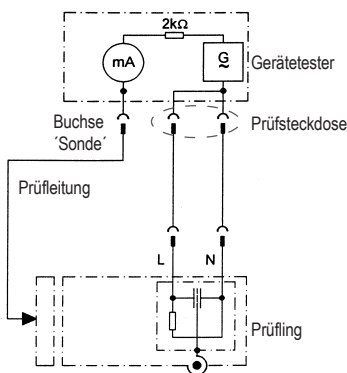 2kΩ
mA
G
~
Gerätetester
Buchse
´Sonde´
Prüfsteckdose
Prüfleitung
L
N
Prüfling